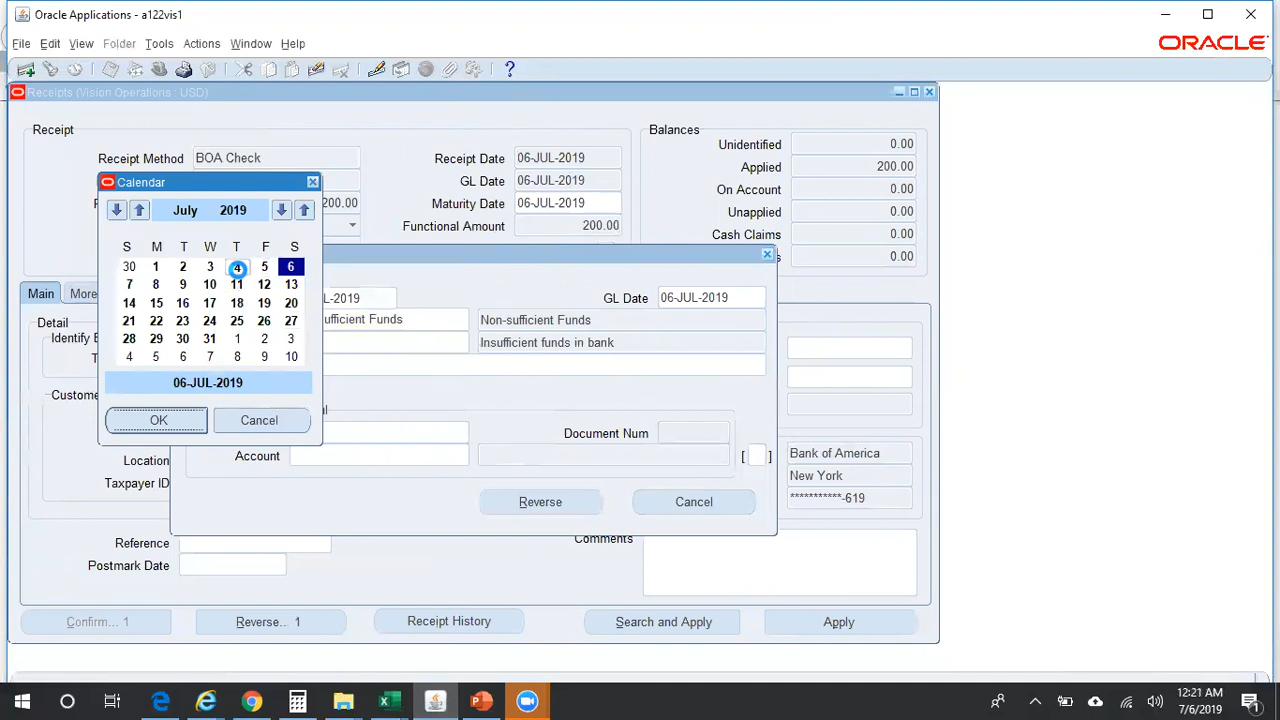 Oracle Applications - a122vis1
File Edit View Folder Tools Actions Window Help
ORACLE
Receipts (Vision Operations : USD)
Receipt
Balances
Receipt Method BOA Check
Receipt Date 06-JUL-2019
Unidentified 0.00
GL Date 06-JUL-2019
Applied 200.00
200.00
Maturity Date 06-JUL-2019
On Account 0.00
Functional Amount 200.00
Unapplied 0.00
Cash Claims 0.00
0.00
Calendar
July 2019
S M T W T F S
30 1 2 3 4 5 6
7 8 9 10 11 12 13
14 15 16 17 18 19 20
21 22 23 24 25 26 27
28 29 30 31 1 2 3
4 5 6 7 8 9 10
06-JUL-2019
OK Cancel
GL Date 06-JUL-2019
Non-sufficient Funds
Insufficient funds in bank
Document Num
Account
[ ]
Reverse Cancel
Main More
Detail
Location
Taxpayer ID
Bank of America
New York
***********-619
Reference
Comments
Postmark Date
Confirm... 1 Reverse... 1 Receipt History Search and Apply Apply
12:21 AM
7/6/2019
1